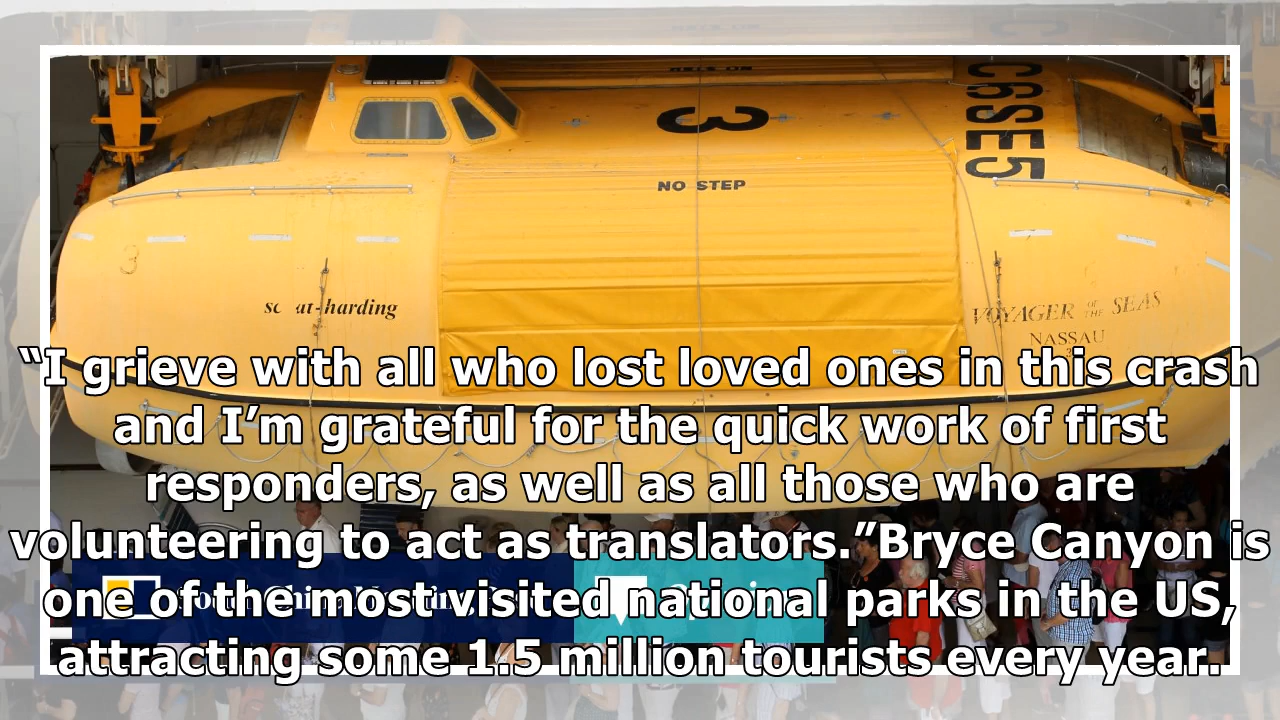 NO STEP
3
C6SE5
NO STEP
3
VOYAGER OF THE SEAS
NASSAU
“I grieve with all who lost loved ones in this crash
and I’m grateful for the quick work of first
responders, as well as all those who are
volunteering to act as translators.”Bryce Canyon is
one of the most visited national parks in the US,
attracting some 1.5 million tourists every year.